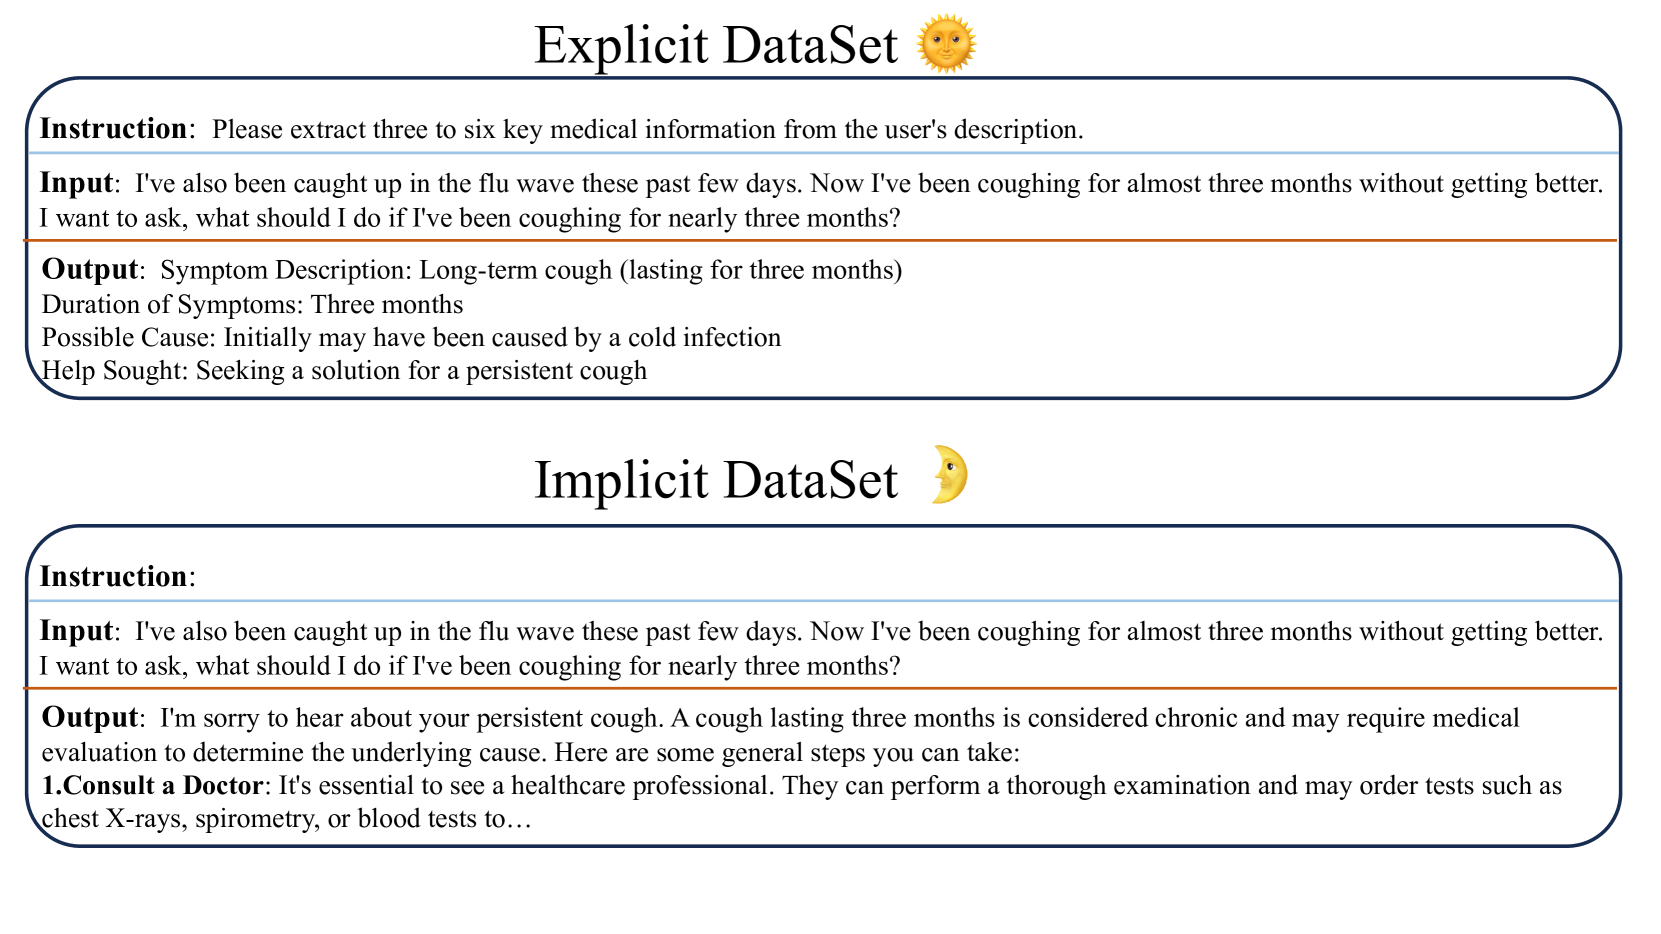 Explicit DataSet
Instruction: Please extract three to six key medical information from the user's description.
Input: I've also been caught up in the flu wave these past few days. Now I've been coughing for almost three months without getting better.
I want to ask, what should I do if I've been coughing for nearly three months?
Output: Symptom Description: Long-term cough (lasting for three months)
Duration of Symptoms: Three months
Possible Cause: Initially may have been caused by a cold infection
Help Sought: Seeking a solution for a persistent cough
Implicit DataSet
Instruction:
Input: I've also been caught up in the flu wave these past few days. Now I've been coughing for almost three months without getting better.
I want to ask, what should I do if I've been coughing for nearly three months?
Output: I'm sorry to hear about your persistent cough. A cough lasting three months is considered chronic and may require medical
evaluation to determine the underlying cause. Here are some general steps you can take:
1.Consult a Doctor: It's essential to see a healthcare professional. They can perform a thorough examination and may order tests such as
chest X-rays, spirometry, or blood tests to…